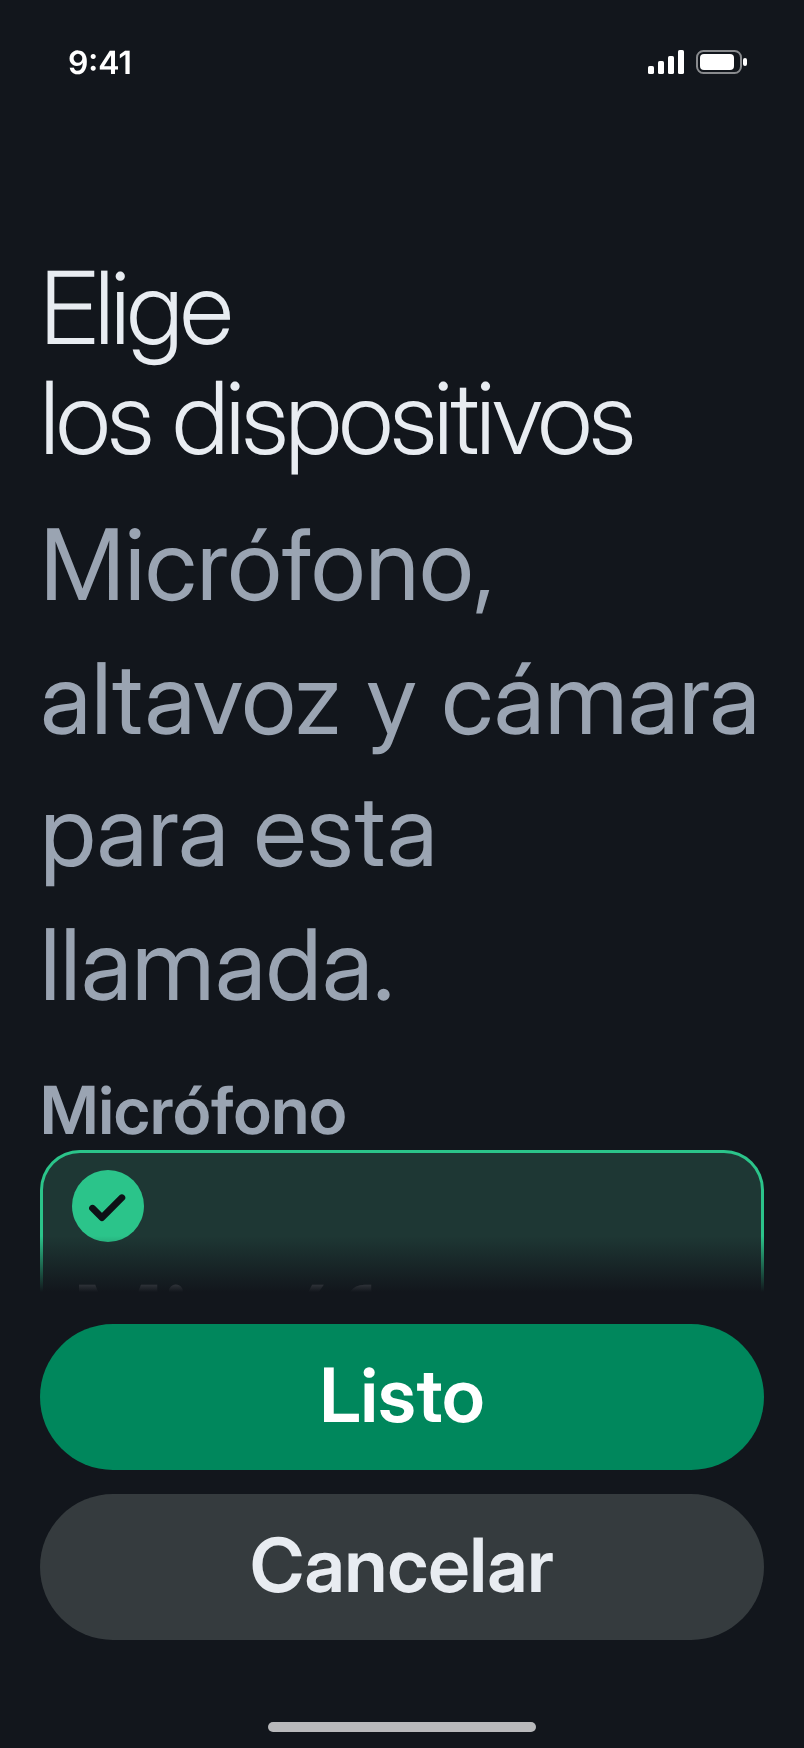 9:41
Elige
los dispositivos
Micrófono,
altavoz y cámara
para esta
llamada.
Micrófono
Listo
Cancelar